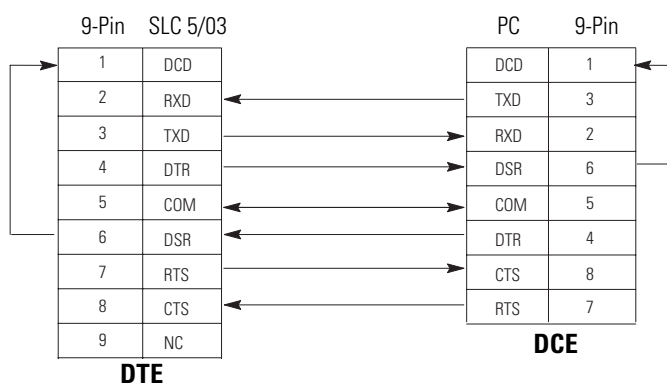 9-Pin SLC 5/03 PC 9-Pin
1 DCD DCD 1
2 RXD TXD 3
3 TXD RXD 2
4 DTR DSR 6
5 COM COM 5
6 DSR DTR 4
7 RTS CTS 8
8 CTS RTS 7
9 NC
DCE
DTE